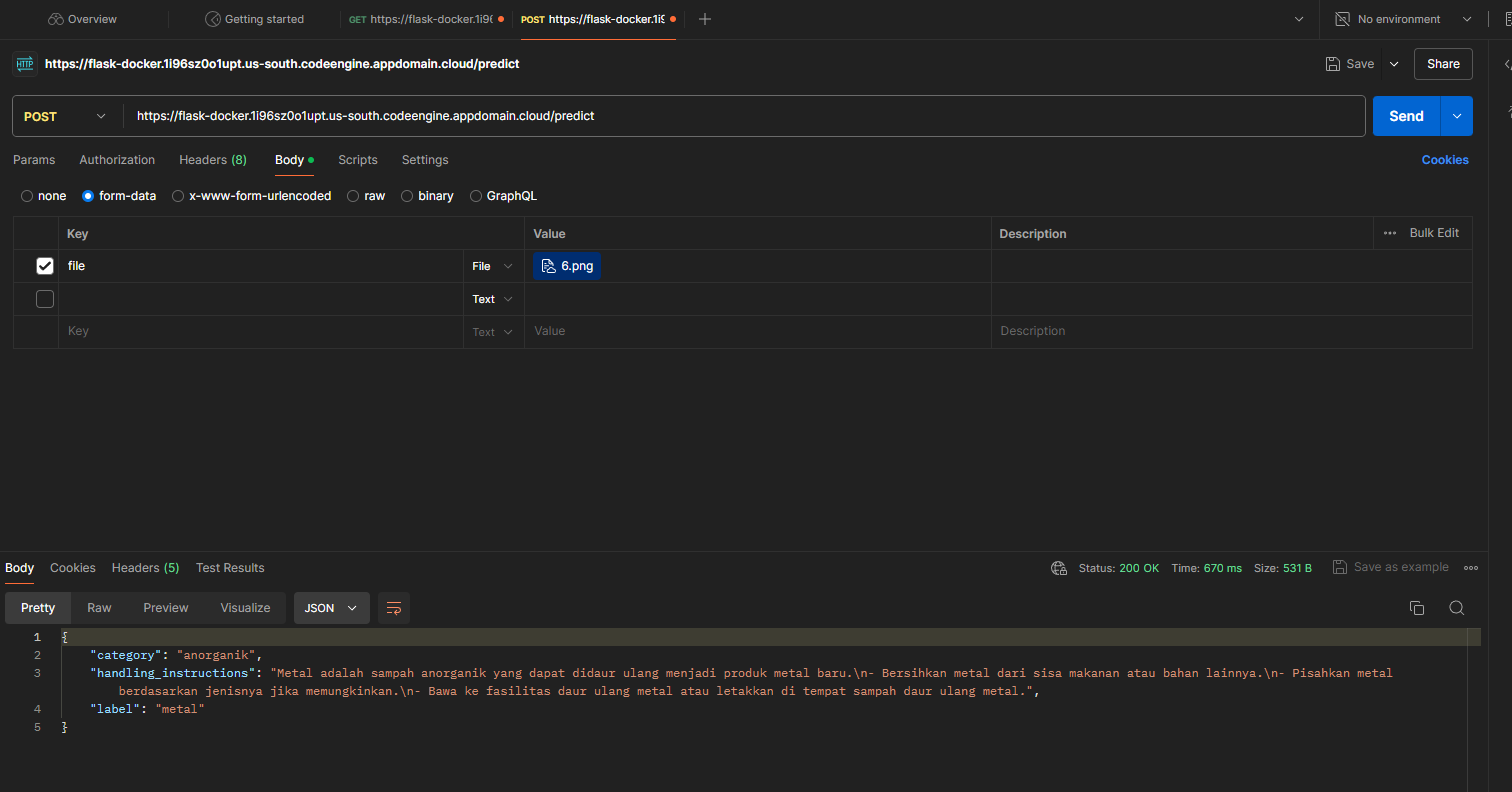 Overview
Getting started
GET https://flask-docker.1i96
POST https://flask-docker.1i9
No environment
HTTP https://flask-docker.1i96sz0o1upt.us-south.codeengine.appdomain.cloud/predict
Save
Share
POST https://flask-docker.1i96sz0o1upt.us-south.codeengine.appdomain.cloud/predict
Send
Params Authorization Headers (8) Body Scripts Settings
Cookies
none form-data x-www-form-urlencoded raw binary GraphQL
Key Value Description Bulk Edit
file File 6.png
Text
Key Text Value Description
Body Cookies Headers (5) Test Results
Status: 200 OK Time: 670 ms Size: 531 B Save as example
Pretty Raw Preview Visualize JSON
1 {
2 "category": "anorganik",
3 "handling_instructions": "Metal adalah sampah anorganik yang dapat didaur ulang menjadi produk metal baru.\n- Bersihkan metal dari sisa makanan atau bahan lainnya.\n- Pisahkan metal
berdasarkan jenisnya jika memungkinkan.\n- Bawa ke fasilitas daur ulang metal atau letakkan di tempat sampah daur ulang metal.",
4 "label": "metal"
5 }